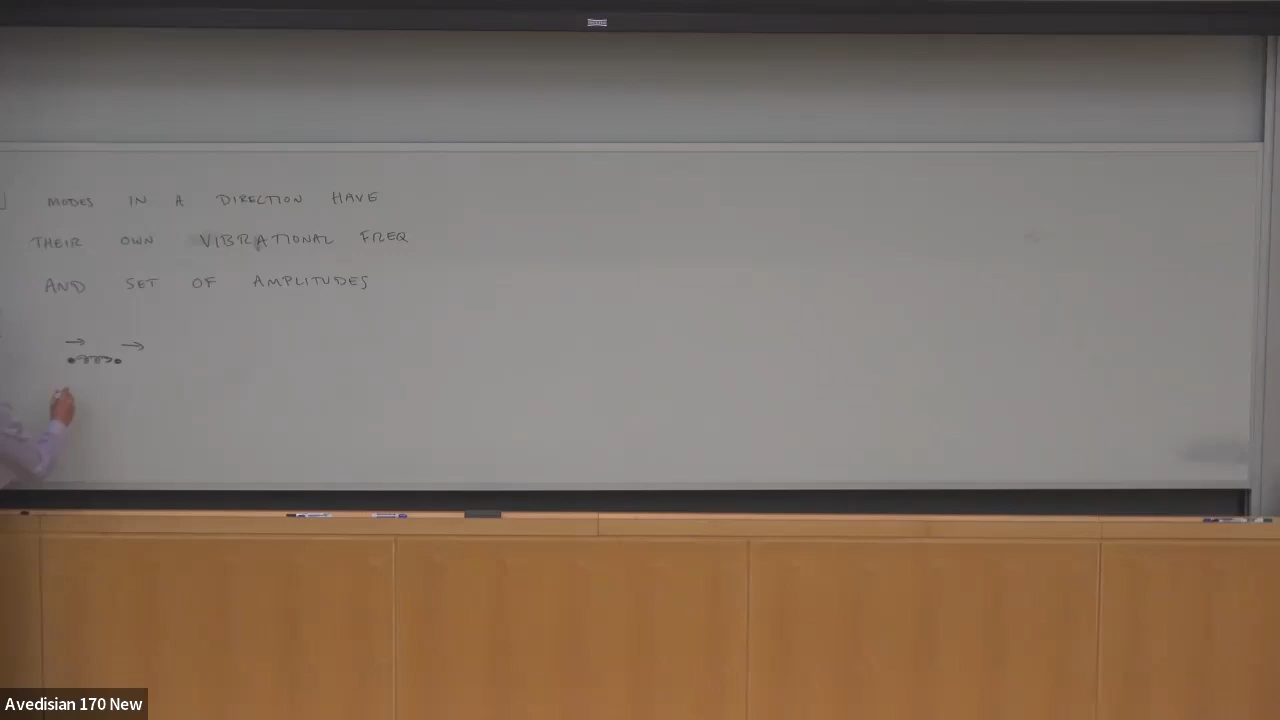 MODES IN A DIRECTION HAVE
THEIR OWN VIBRATIONAL FREQ
AND SET OF AMPLITUDES
Avedisian 170 New